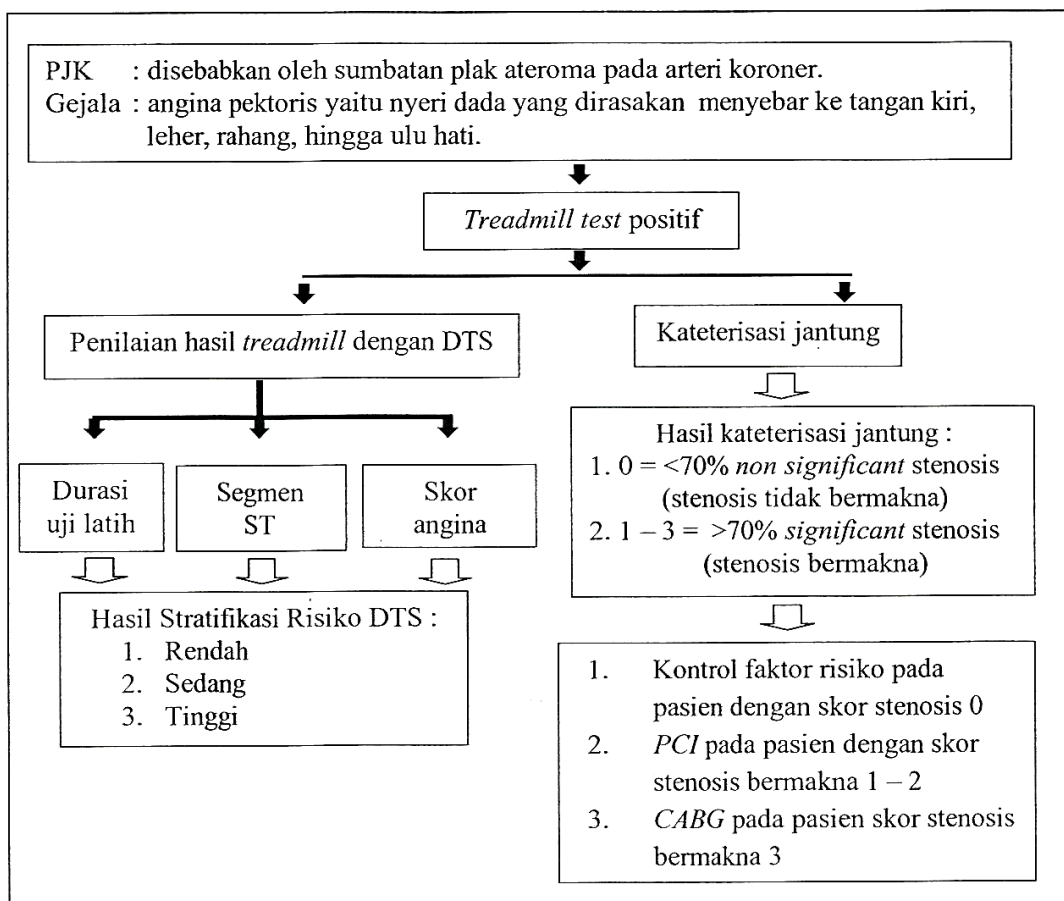 PJK : disebabkan oleh sumbatan plak ateroma pada arteri koroner.
Gejala : angina pektoris yaitu nyeri dada yang dirasakan menyebar ke tangan kiri,
leher, rahang, hingga ulu hati.
Treadmill test positif
Penilaian hasil treadmill dengan DTS
Kateterisasi jantung
Durasi
uji latih
Segmen
ST
Skor
angina
Hasil Stratifikasi Risiko DTS :
1. Rendah
2. Sedang
3. Tinggi
Hasil kateterisasi jantung :
1. 0 = <70% non significant stenosis
(stenosis tidak bermakna)
2. 1 – 3 = >70% significant stenosis
(stenosis bermakna)
1. Kontrol faktor risiko pada
pasien dengan skor stenosis 0
2. PCI pada pasien dengan skor
stenosis bermakna 1 – 2
3. CABG pada pasien skor stenosis
bermakna 3